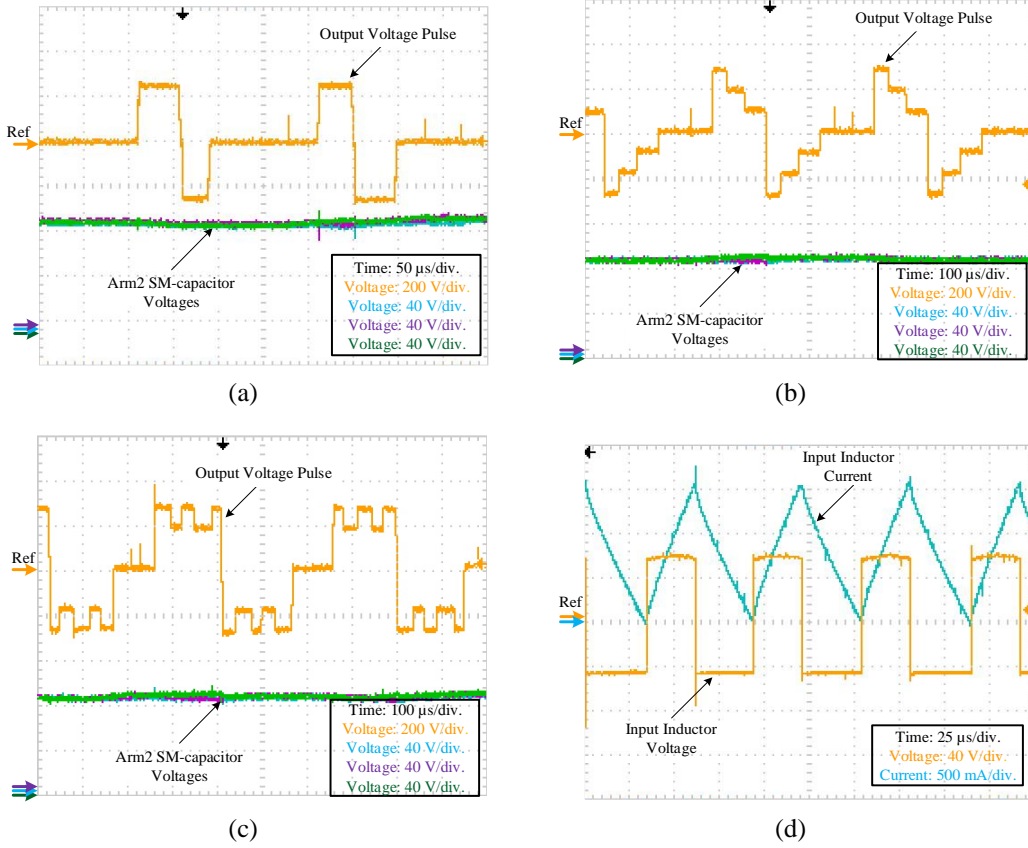 Output Voltage Pulse
Ref
Arm2 SM-capacitor
Voltages
Time: 50 µs/div.
Voltage: 200 V/div.
Voltage: 40 V/div.
Voltage: 40 V/div.
Voltage: 40 V/div.
(a)
Output Voltage Pulse
Ref
Arm2 SM-capacitor
Voltages
Time: 100 µs/div.
Voltage: 200 V/div.
Voltage: 40 V/div.
Voltage: 40 V/div.
Voltage: 40 V/div.
(b)
Output Voltage Pulse
Ref
Arm2 SM-capacitor
Voltages
Time: 100 µs/div.
Voltage: 200 V/div.
Voltage: 40 V/div.
Voltage: 40 V/div.
Voltage: 40 V/div.
(c)
Input Inductor
Current
Ref
Input Inductor
Voltage
Time: 25 µs/div.
Voltage: 40 V/div.
Current: 500 mA/div.
(d)